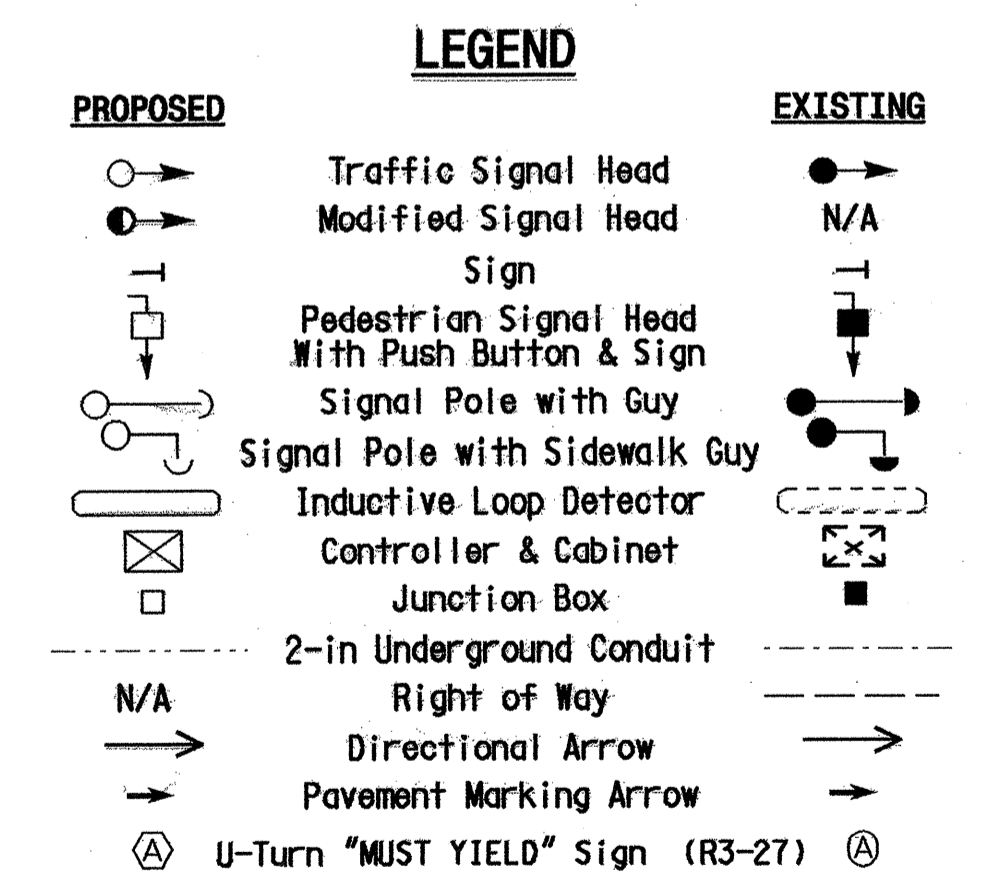 LEGEND
PROPOSED EXISTING
Traffic Signal Head
Modified Signal Head N/A
Sign
Pedestrian Signal Head
With Push Button & Sign
Signal Pole with Guy
Signal Pole with Sidewalk Guy
Inductive Loop Detector
Controller & Cabinet
Junction Box
2-in Underground Conduit
N/A Right of Way
Directional Arrow
Pavement Marking Arrow
A U-Turn "MUST YIELD" Sign (R3-27) A